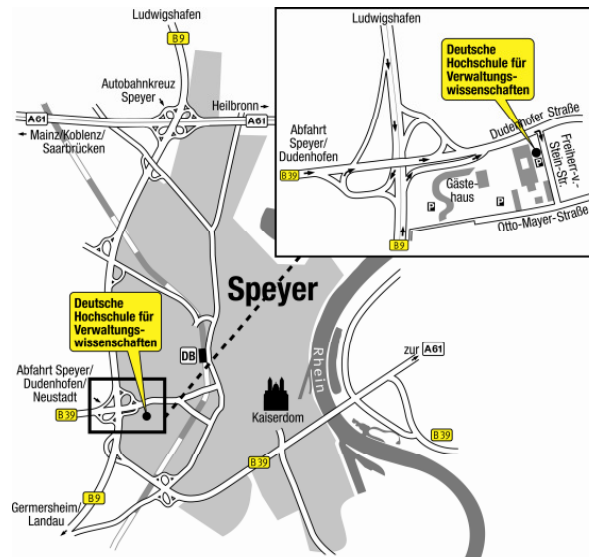 Ludwigshafen
B9
Autobahnkreuz
Speyer
Heilbronn
A61
A61
Mainz/Koblenz/
Saarbrücken
Ludwigshafen
Deutsche
Hochschule für
Verwaltungs-
wissenschaften
Dudenhofer Straße
Abfahrt
Speyer/
Dudenhofen
B39
Freiherr-v.-
Stein-Str.
Gäste-
haus
P
P
Otto-Mayer-Straße
B9
Speyer
Deutsche
Hochschule für
Verwaltungs-
wissenschaften
DB
Rhein
zur A61
Abfahrt Speyer/
Dudenhofen/
Neustadt
B39
Kaiserdom
B39
B39
B9
Germersheim/
Landau